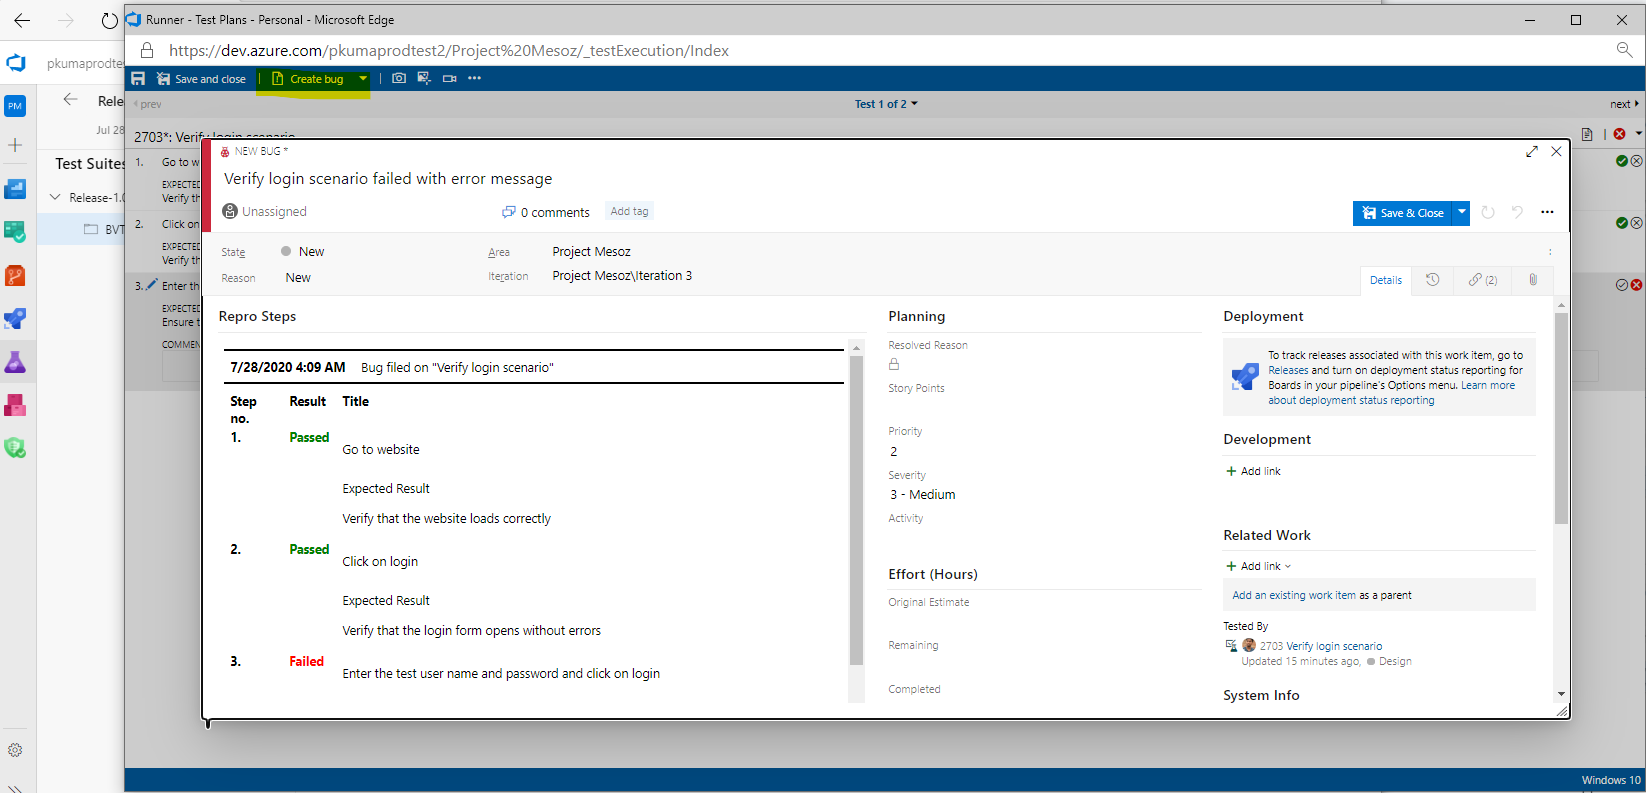 Runner - Test Plans - Personal - Microsoft Edge
https://dev.azure.com/pkumaprodtest2/Project%20Mesoz/_testExecution/Index
pkumaprodtes
Save and close
Create bug
PM
Rele
prev
Test 1 of 2
next
Jul 28
2703*: Verify login scenario
Test Suites
1. Go to w
EXPECTED
Verify th
Release-1.0
2. Click on
BVT
EXPECTED
Verify th
3. Enter the
EXPECTED
Ensure t
COMMEN
NEW BUG *
Verify login scenario failed with error message
Unassigned
0 comments
Add tag
Save & Close
State
New
Area
Project Mesoz
Reason
New
Iteration
Project Mesoz\Iteration 3
Details
(2)
Repro Steps
7/28/2020 4:09 AM Bug filed on "Verify login scenario"
Step no. Result Title
1. Passed
Go to website
Expected Result
Verify that the website loads correctly
2. Passed
Click on login
Expected Result
Verify that the login form opens without errors
3. Failed
Enter the test user name and password and click on login
Planning
Resolved Reason
Story Points
Priority
2
Severity
3 - Medium
Activity
Effort (Hours)
Original Estimate
Remaining
Completed
Deployment
To track releases associated with this work item, go to
Releases and turn on deployment status reporting for
Boards in your pipeline's Options menu. Learn more
about deployment status reporting
Development
Add link
Related Work
Add link
Add an existing work item as a parent
Tested By
2703 Verify login scenario
Updated 15 minutes ago, Design
System Info
Windows 10